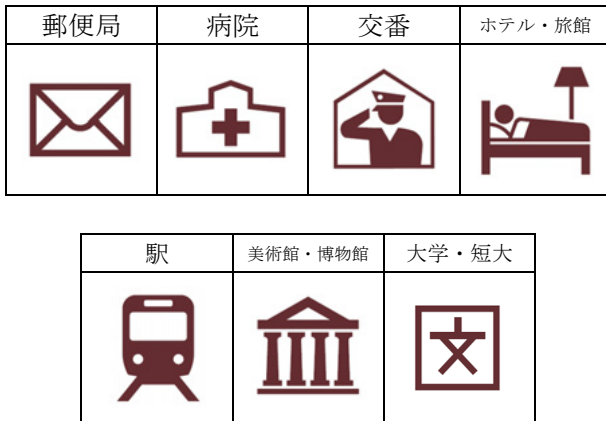 郵便局 病院 交番 ホテル・旅館
駅 美術館・博物館 大学・短大
文